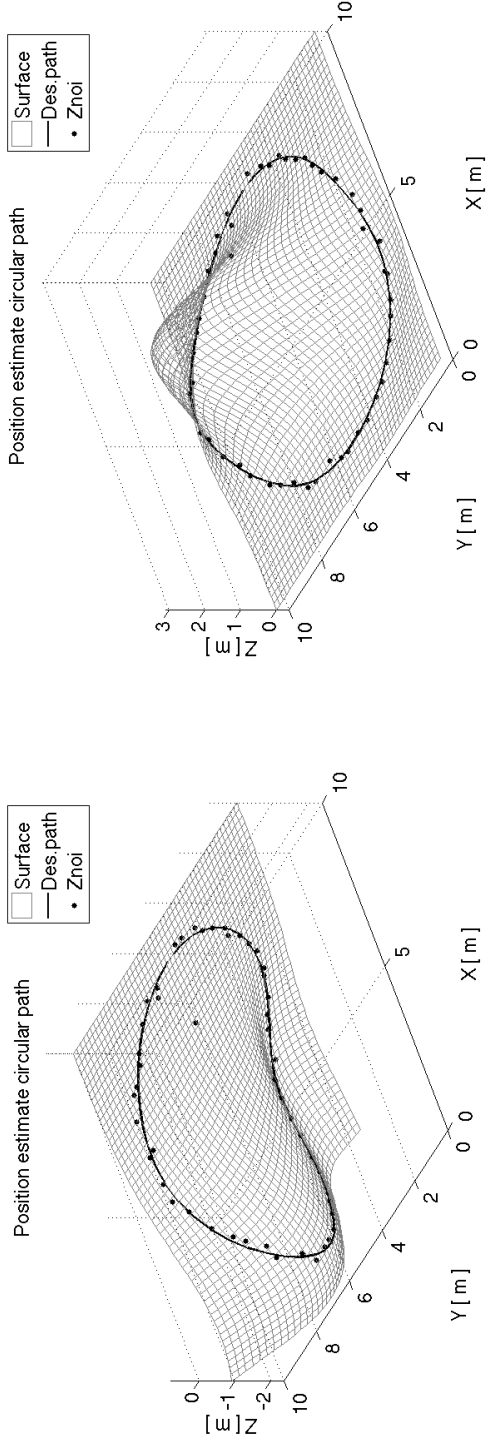 Position estimate circular path
Surface
Des.path
Znoi
0
-1
-2
Z [ m ]
10
8
6
4
2
0
Y [ m ]
0
5
10
X [ m ]
Position estimate circular path
Surface
Des.path
Znoi
3
2
1
0
Z [ m ]
10
8
6
4
2
0
Y [ m ]
0
5
10
X [ m ]